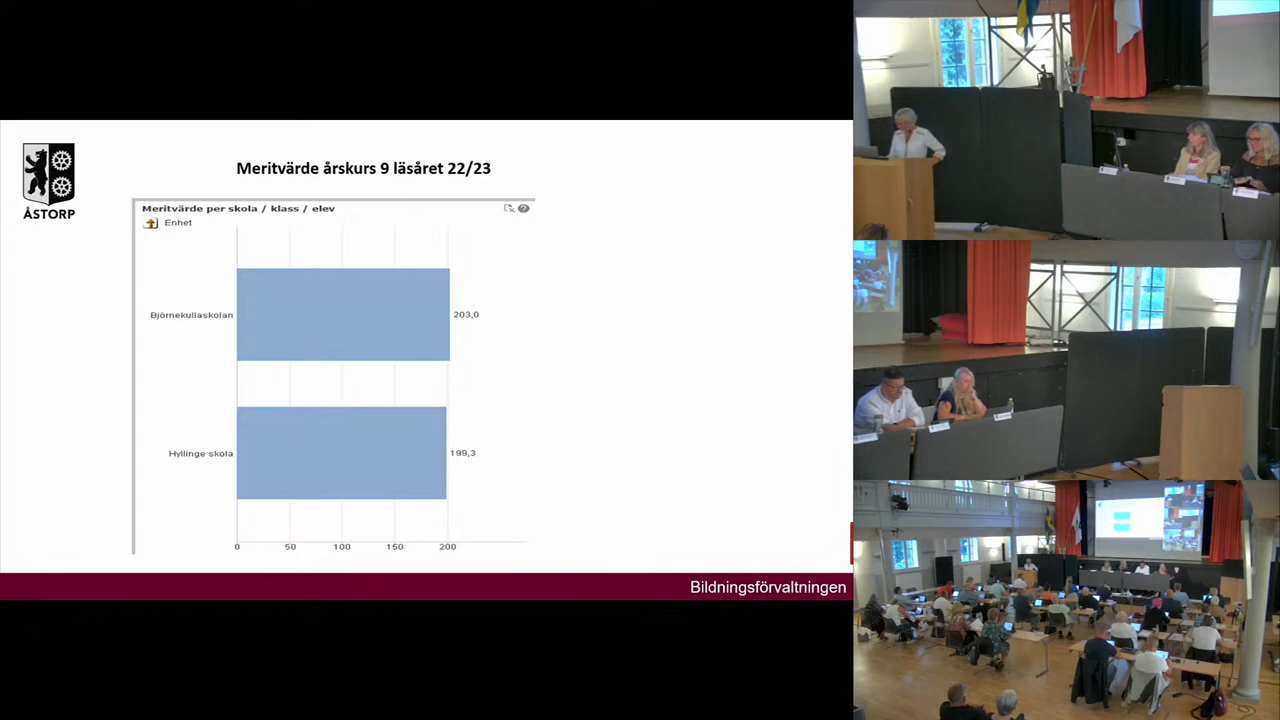 ÅSTORP
Meritvärde årskurs 9 läsåret 22/23
Meritvärde per skola / klass / elev
Enhet
Björnekullaskolan
203,0
Hyllinge skola
199,3
0 50 100 150 200
Bildningsförvaltningen